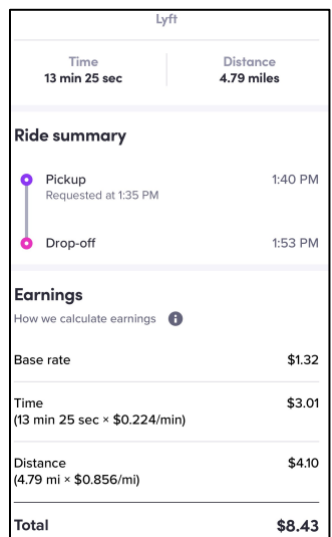 Lyft
Time Distance
13 min 25 sec 4.79 miles
Ride summary
Pickup 1:40 PM
Requested at 1:35 PM
Drop-off 1:53 PM
Earnings
How we calculate earnings
Base rate $1.32
Time $3.01
(13 min 25 sec × $0.224/min)
Distance $4.10
(4.79 mi × $0.856/mi)
Total $8.43